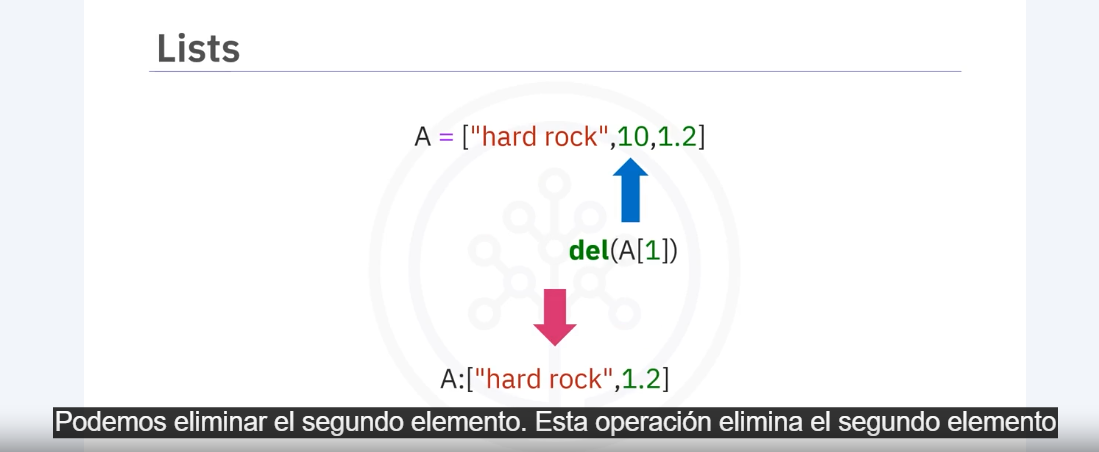 Lists
A = ["hard rock",10,1.2]
del(A[1])
A:["hard rock",1.2]
Podemos eliminar el segundo elemento. Esta operación elimina el segundo elemento